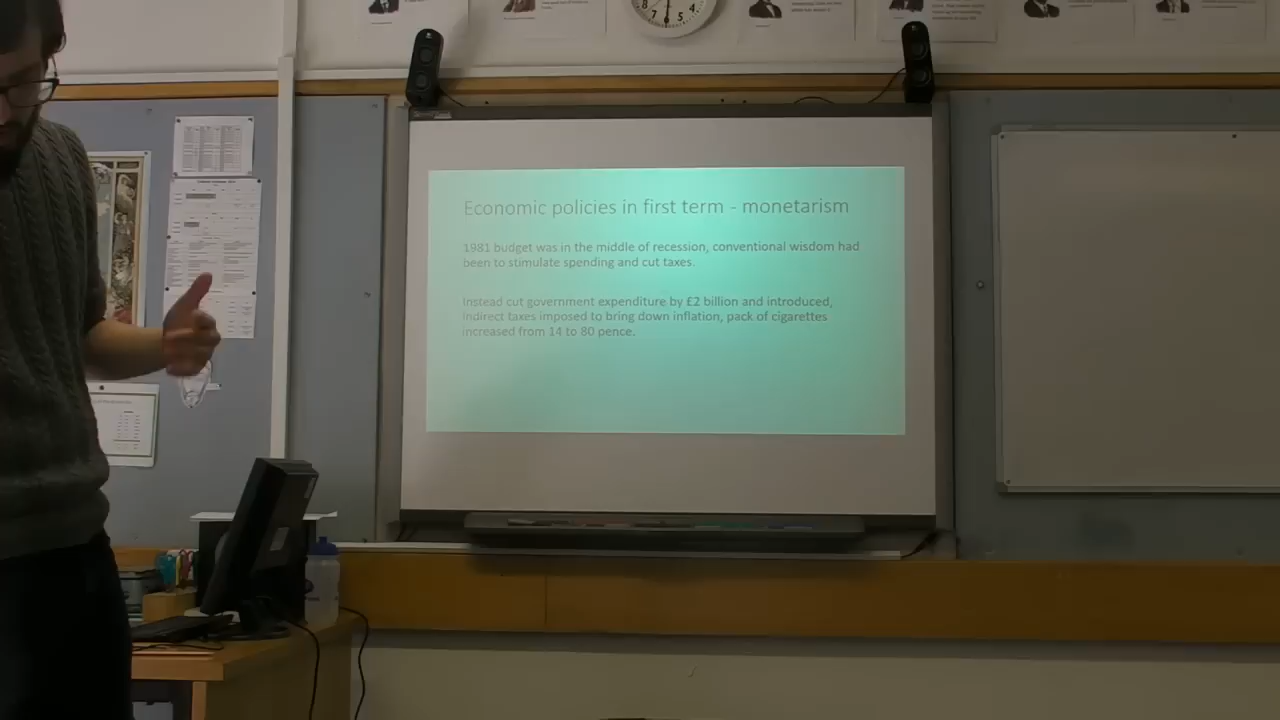 Economic policies in first term - monetarism
1981 budget was in the middle of recession, conventional wisdom had
been to stimulate spending and cut taxes.
Instead cut government expenditure by £2 billion and introduced,
indirect taxes imposed to bring down inflation, pack of cigarettes
increased from 14 to 80 pence.